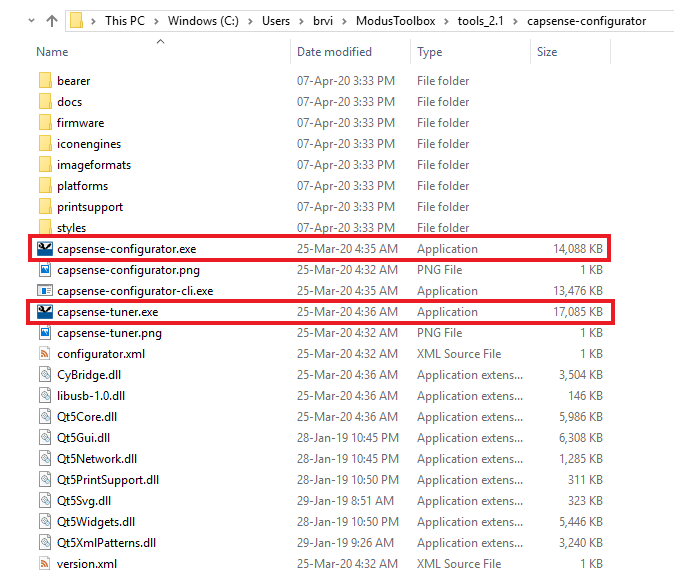 This PC > Windows (C:) > Users > brvi > ModusToolbox > tools_2.1 > capsense-configurator
Name Date modified Type Size
bearer 07-Apr-20 3:33 PM File folder
docs 07-Apr-20 3:33 PM File folder
firmware 07-Apr-20 3:33 PM File folder
iconengines 07-Apr-20 3:33 PM File folder
imageformats 07-Apr-20 3:33 PM File folder
platforms 07-Apr-20 3:33 PM File folder
printsupport 07-Apr-20 3:33 PM File folder
styles 07-Apr-20 3:33 PM File folder
capsense-configurator.exe 25-Mar-20 4:35 AM Application 14,088 KB
capsense-configurator.png 25-Mar-20 4:32 AM PNG File 1 KB
capsense-configurator-cli.exe 25-Mar-20 4:35 AM Application 13,476 KB
capsense-tuner.exe 25-Mar-20 4:36 AM Application 17,085 KB
capsense-tuner.png 25-Mar-20 4:32 AM PNG File 1 KB
configurator.xml 25-Mar-20 4:32 AM XML Source File 1 KB
CyBridge.dll 25-Mar-20 4:36 AM Application extens... 3,504 KB
libusb-1.0.dll 25-Mar-20 4:36 AM Application extens... 146 KB
Qt5Core.dll 25-Mar-20 4:36 AM Application extens... 5,986 KB
Qt5Gui.dll 28-Jan-19 10:45 PM Application extens... 6,308 KB
Qt5Network.dll 28-Jan-19 10:45 PM Application extens... 1,285 KB
Qt5PrintSupport.dll 28-Jan-19 10:50 PM Application extens... 311 KB
Qt5Svg.dll 29-Jan-19 8:51 AM Application extens... 323 KB
Qt5Widgets.dll 28-Jan-19 10:50 PM Application extens... 5,446 KB
Qt5XmlPatterns.dll 29-Jan-19 9:26 AM Application extens... 3,240 KB
version.xml 25-Mar-20 4:32 AM XML Source File 1 KB